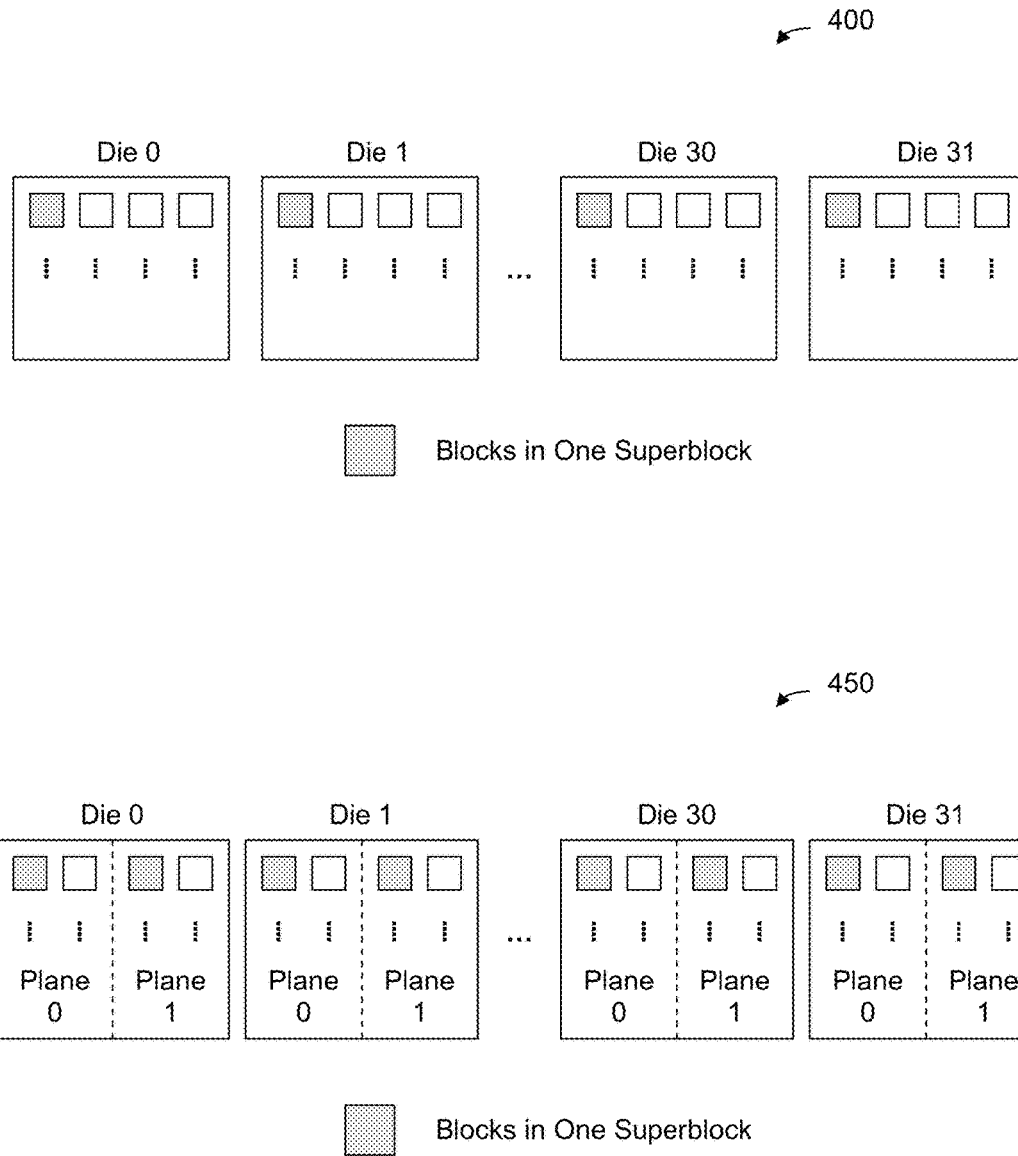 400
Die 0 Die 1 Die 30 Die 31
...
Blocks in One Superblock
450
Die 0 Die 1 Die 30 Die 31
...
Plane Plane Plane Plane Plane Plane Plane Plane
0 1 0 1 0 1 0 1
Blocks in One Superblock